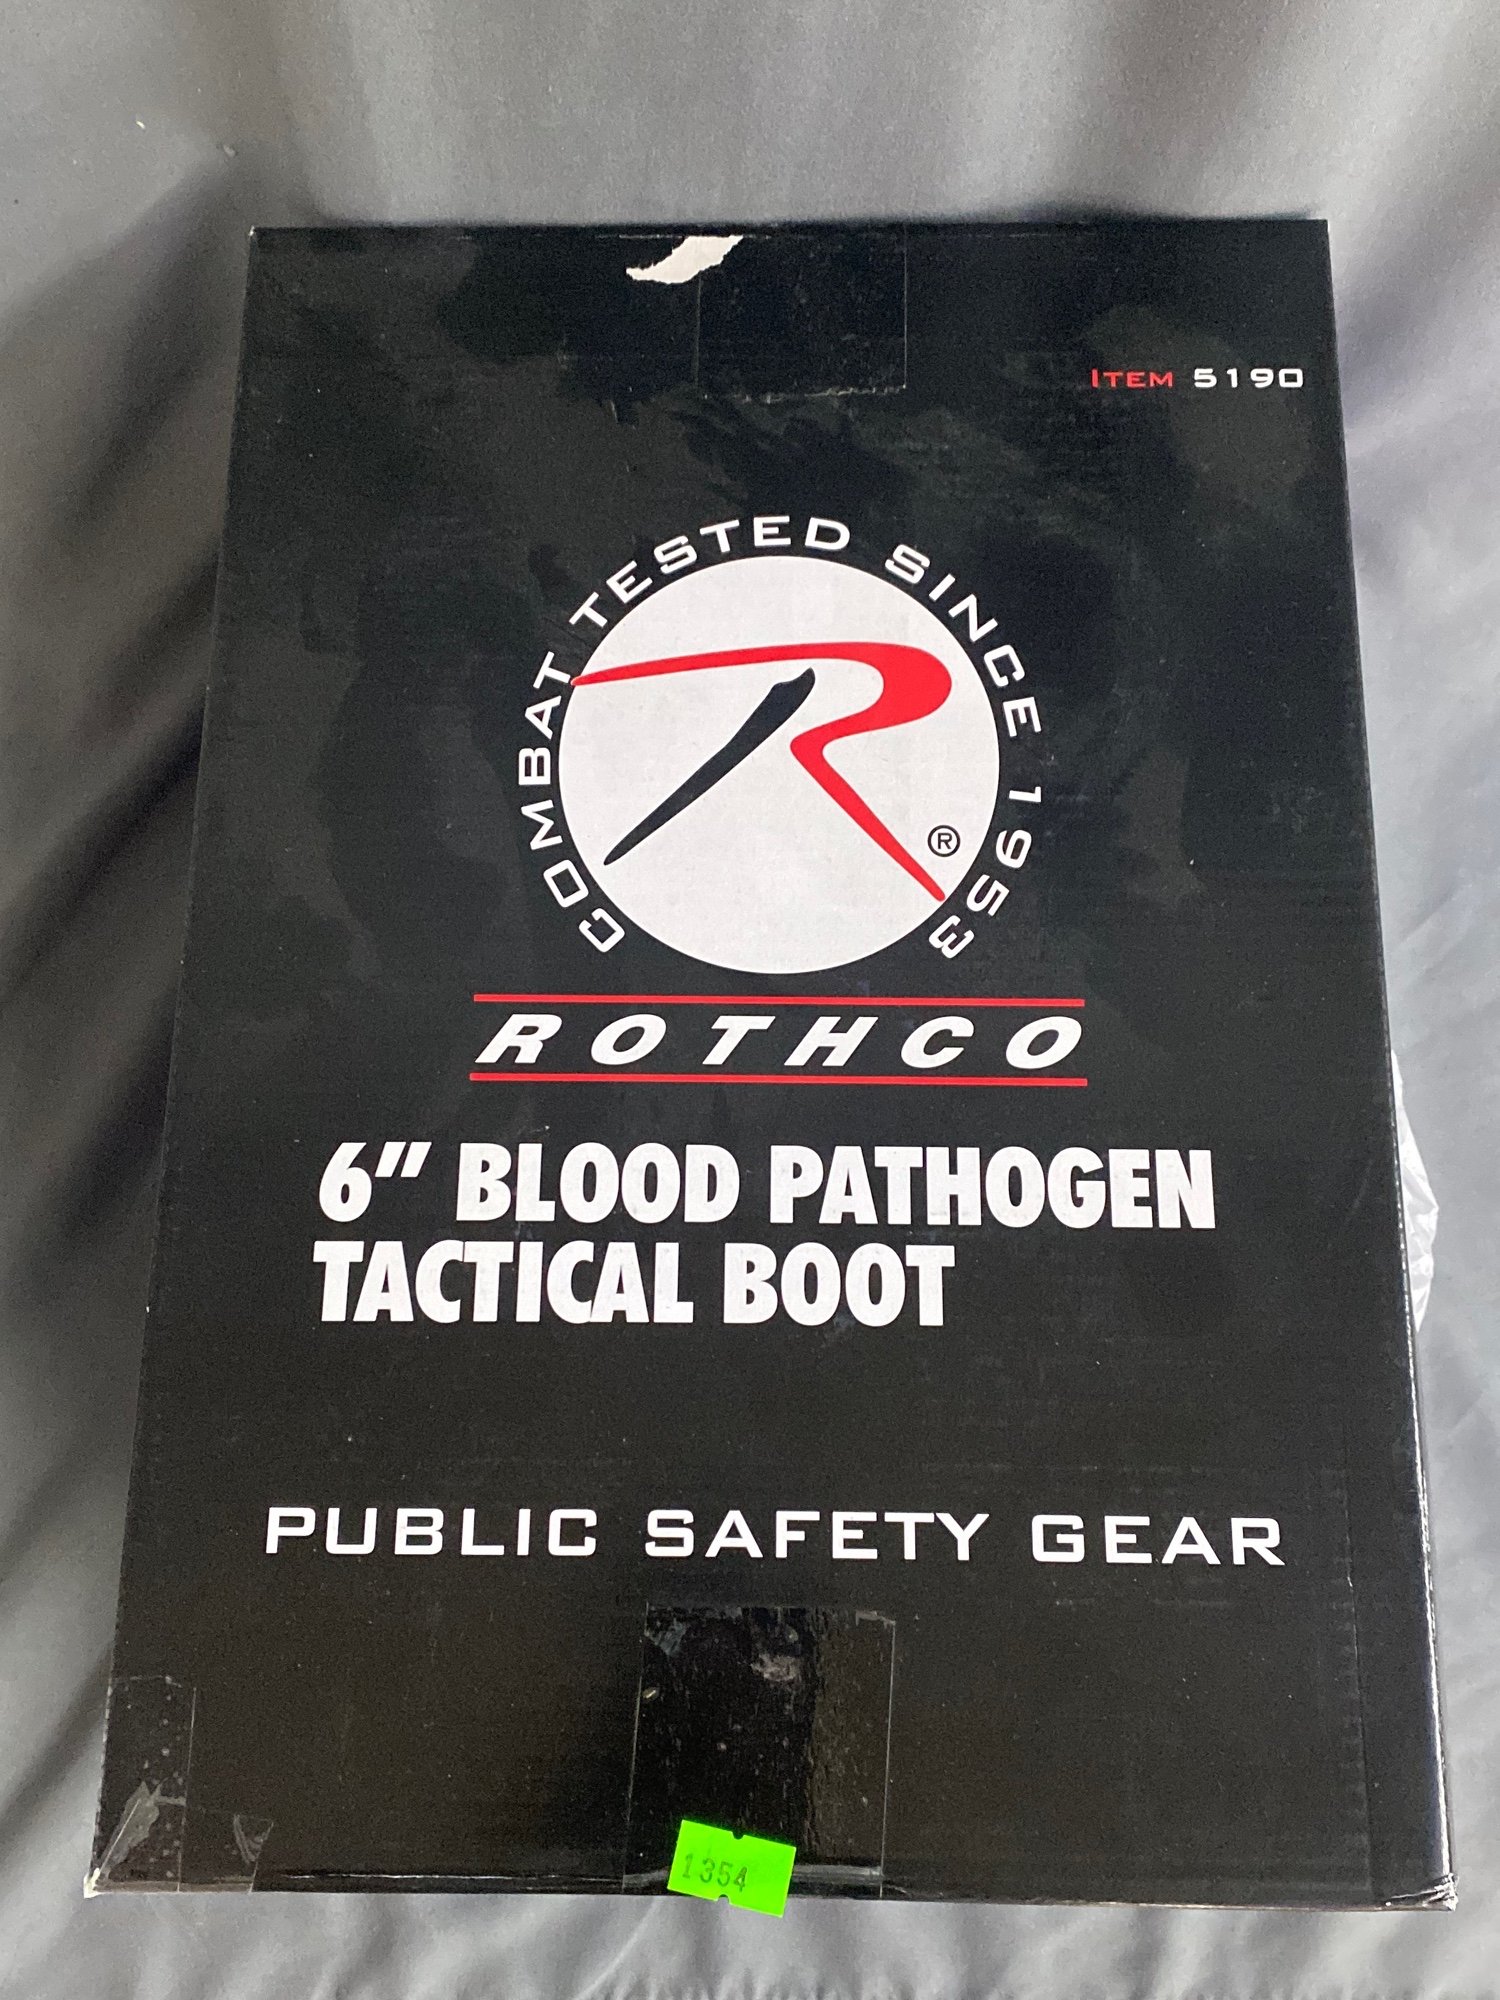 ITEM 5190
COMBAT TESTED SINCE 1953
R
®
ROTHCO
6" BLOOD PATHOGEN
TACTICAL BOOT
PUBLIC SAFETY GEAR
1354